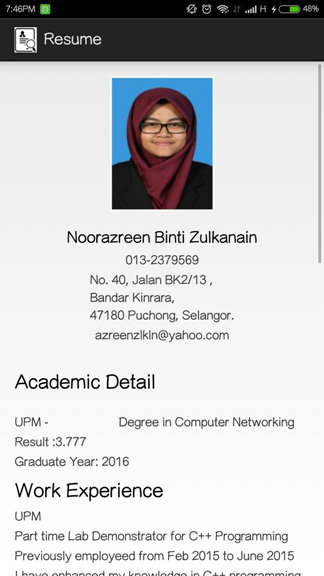 7:46PM H 48%
Resume
Noorazreen Binti Zulkanain
013-2379569
No. 40, Jalan BK2/13 ,
Bandar Kinrara,
47180 Puchong, Selangor.
azreenzlkln@yahoo.com
Academic Detail
UPM - Degree in Computer Networking
Result :3.777
Graduate Year: 2016
Work Experience
UPM
Part time Lab Demonstrator for C++ Programming
Previously employeed from Feb 2015 to June 2015
I have enhanced my knowledge in C++ programming